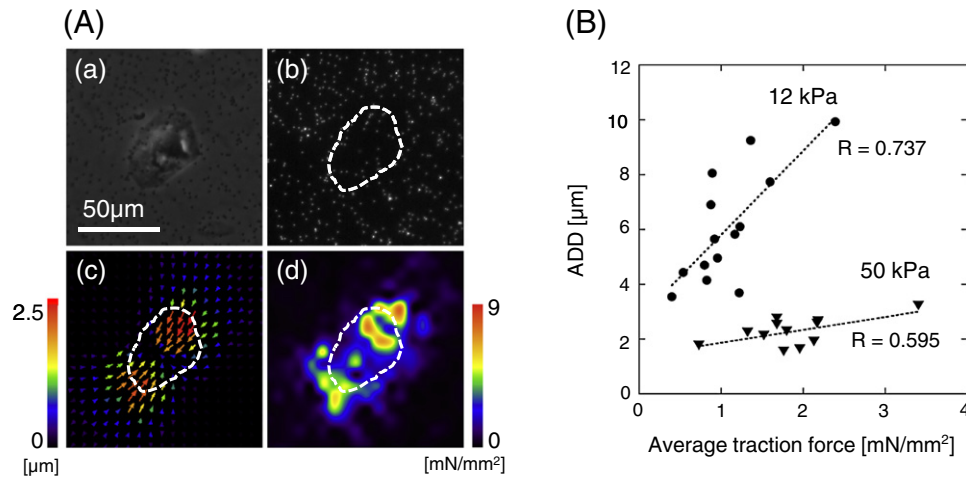 (A)
(a)
(b)
50μm
(c)
(d)
2.5
0
[μm]
9
0
[mN/mm²]
(B)
12
10
8
6
4
2
0
ADD [μm]
12 kPa
R = 0.737
50 kPa
R = 0.595
0
1
2
3
4
Average traction force [mN/mm²]